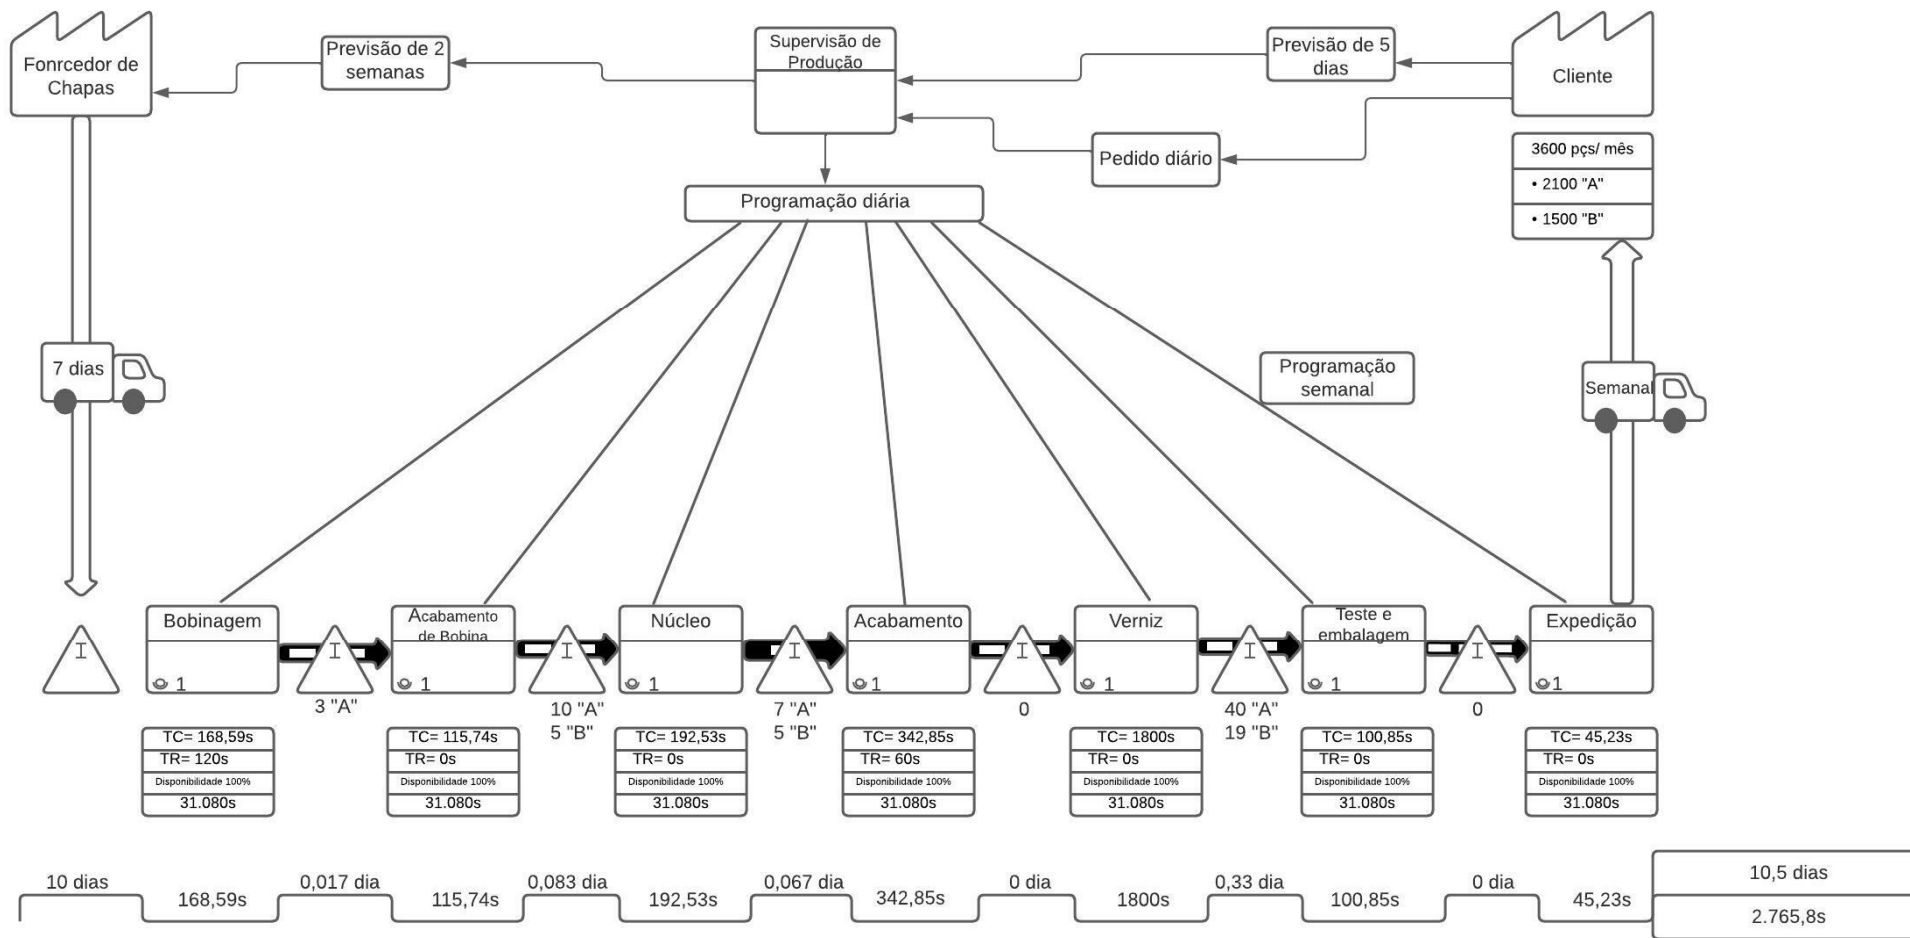 Fonrcedor de
Chapas
Previsão de 2
semanas
Supervisão de
Produção
Previsão de 5
dias
Cliente
Pedido diário
3600 pçs/ mês
• 2100 "A"
• 1500 "B"
Programação diária
7 dias
Programação
semanal
Semanal
Bobinagem
1
Acabamento
de Bobina
1
Núcleo
1
Acabamento
1
Verniz
1
Teste e
embalagem
1
Expedição
1
I
I
I
I
I
I
I
3 "A"
10 "A"
5 "B"
7 "A"
5 "B"
0
40 "A"
19 "B"
0
TC= 168,59s
TR= 120s
Disponibilidade 100%
31.080s
TC= 115,74s
TR= 0s
Disponibilidade 100%
31.080s
TC= 192,53s
TR= 0s
Disponibilidade 100%
31.080s
TC= 342,85s
TR= 60s
Disponibilidade 100%
31.080s
TC= 1800s
TR= 0s
Disponibilidade 100%
31.080s
TC= 100,85s
TR= 0s
Disponibilidade 100%
31.080s
TC= 45,23s
TR= 0s
Disponibilidade 100%
31.080s
10 dias
168,59s
0,017 dia
115,74s
0,083 dia
192,53s
0,067 dia
342,85s
0 dia
1800s
0,33 dia
100,85s
0 dia
45,23s
10,5 dias
2.765,8s